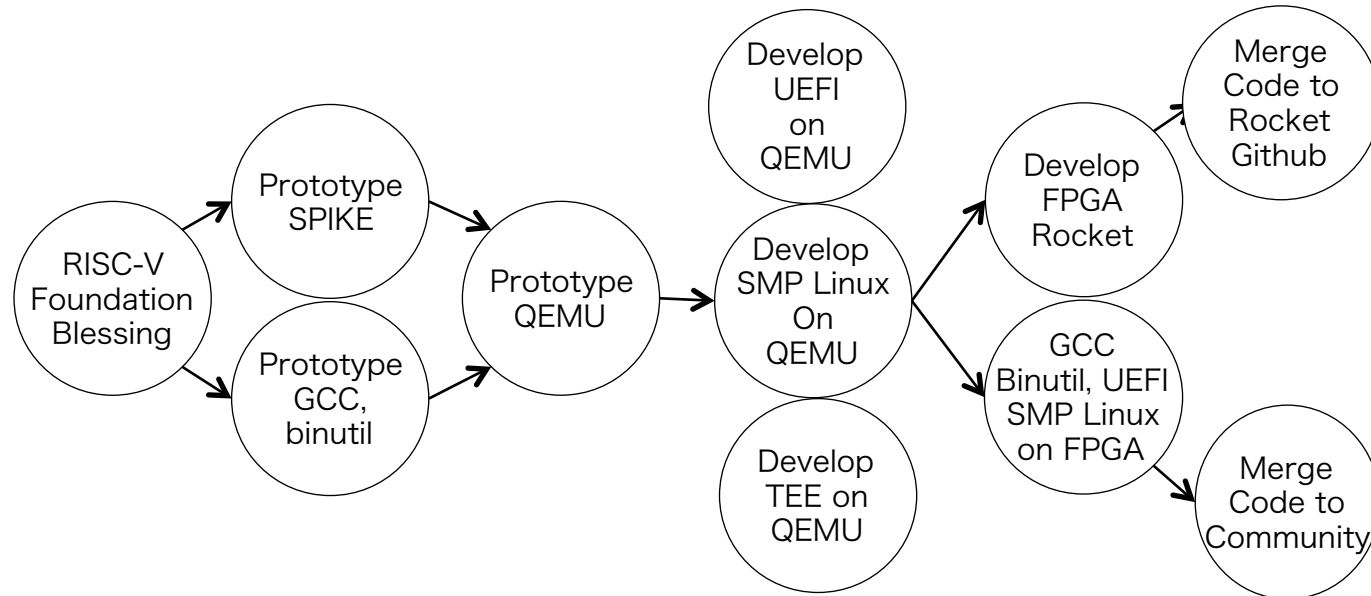 RISC-V
Foundation
Blessing
Prototype
SPIKE
Prototype
GCC,
binutil
Prototype
QEMU
Develop
UEFI
on
QEMU
Develop
SMP Linux
On
QEMU
Develop
TEE on
QEMU
Develop
FPGA
Rocket
GCC
Binutil, UEFI
SMP Linux
on FPGA
Merge
Code to
Rocket
Github
Merge
Code to
Community